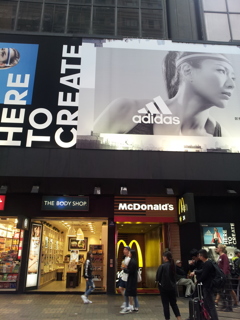 HERE
TO
CREATE
adidas
THE BODY SHOP
McDonald's